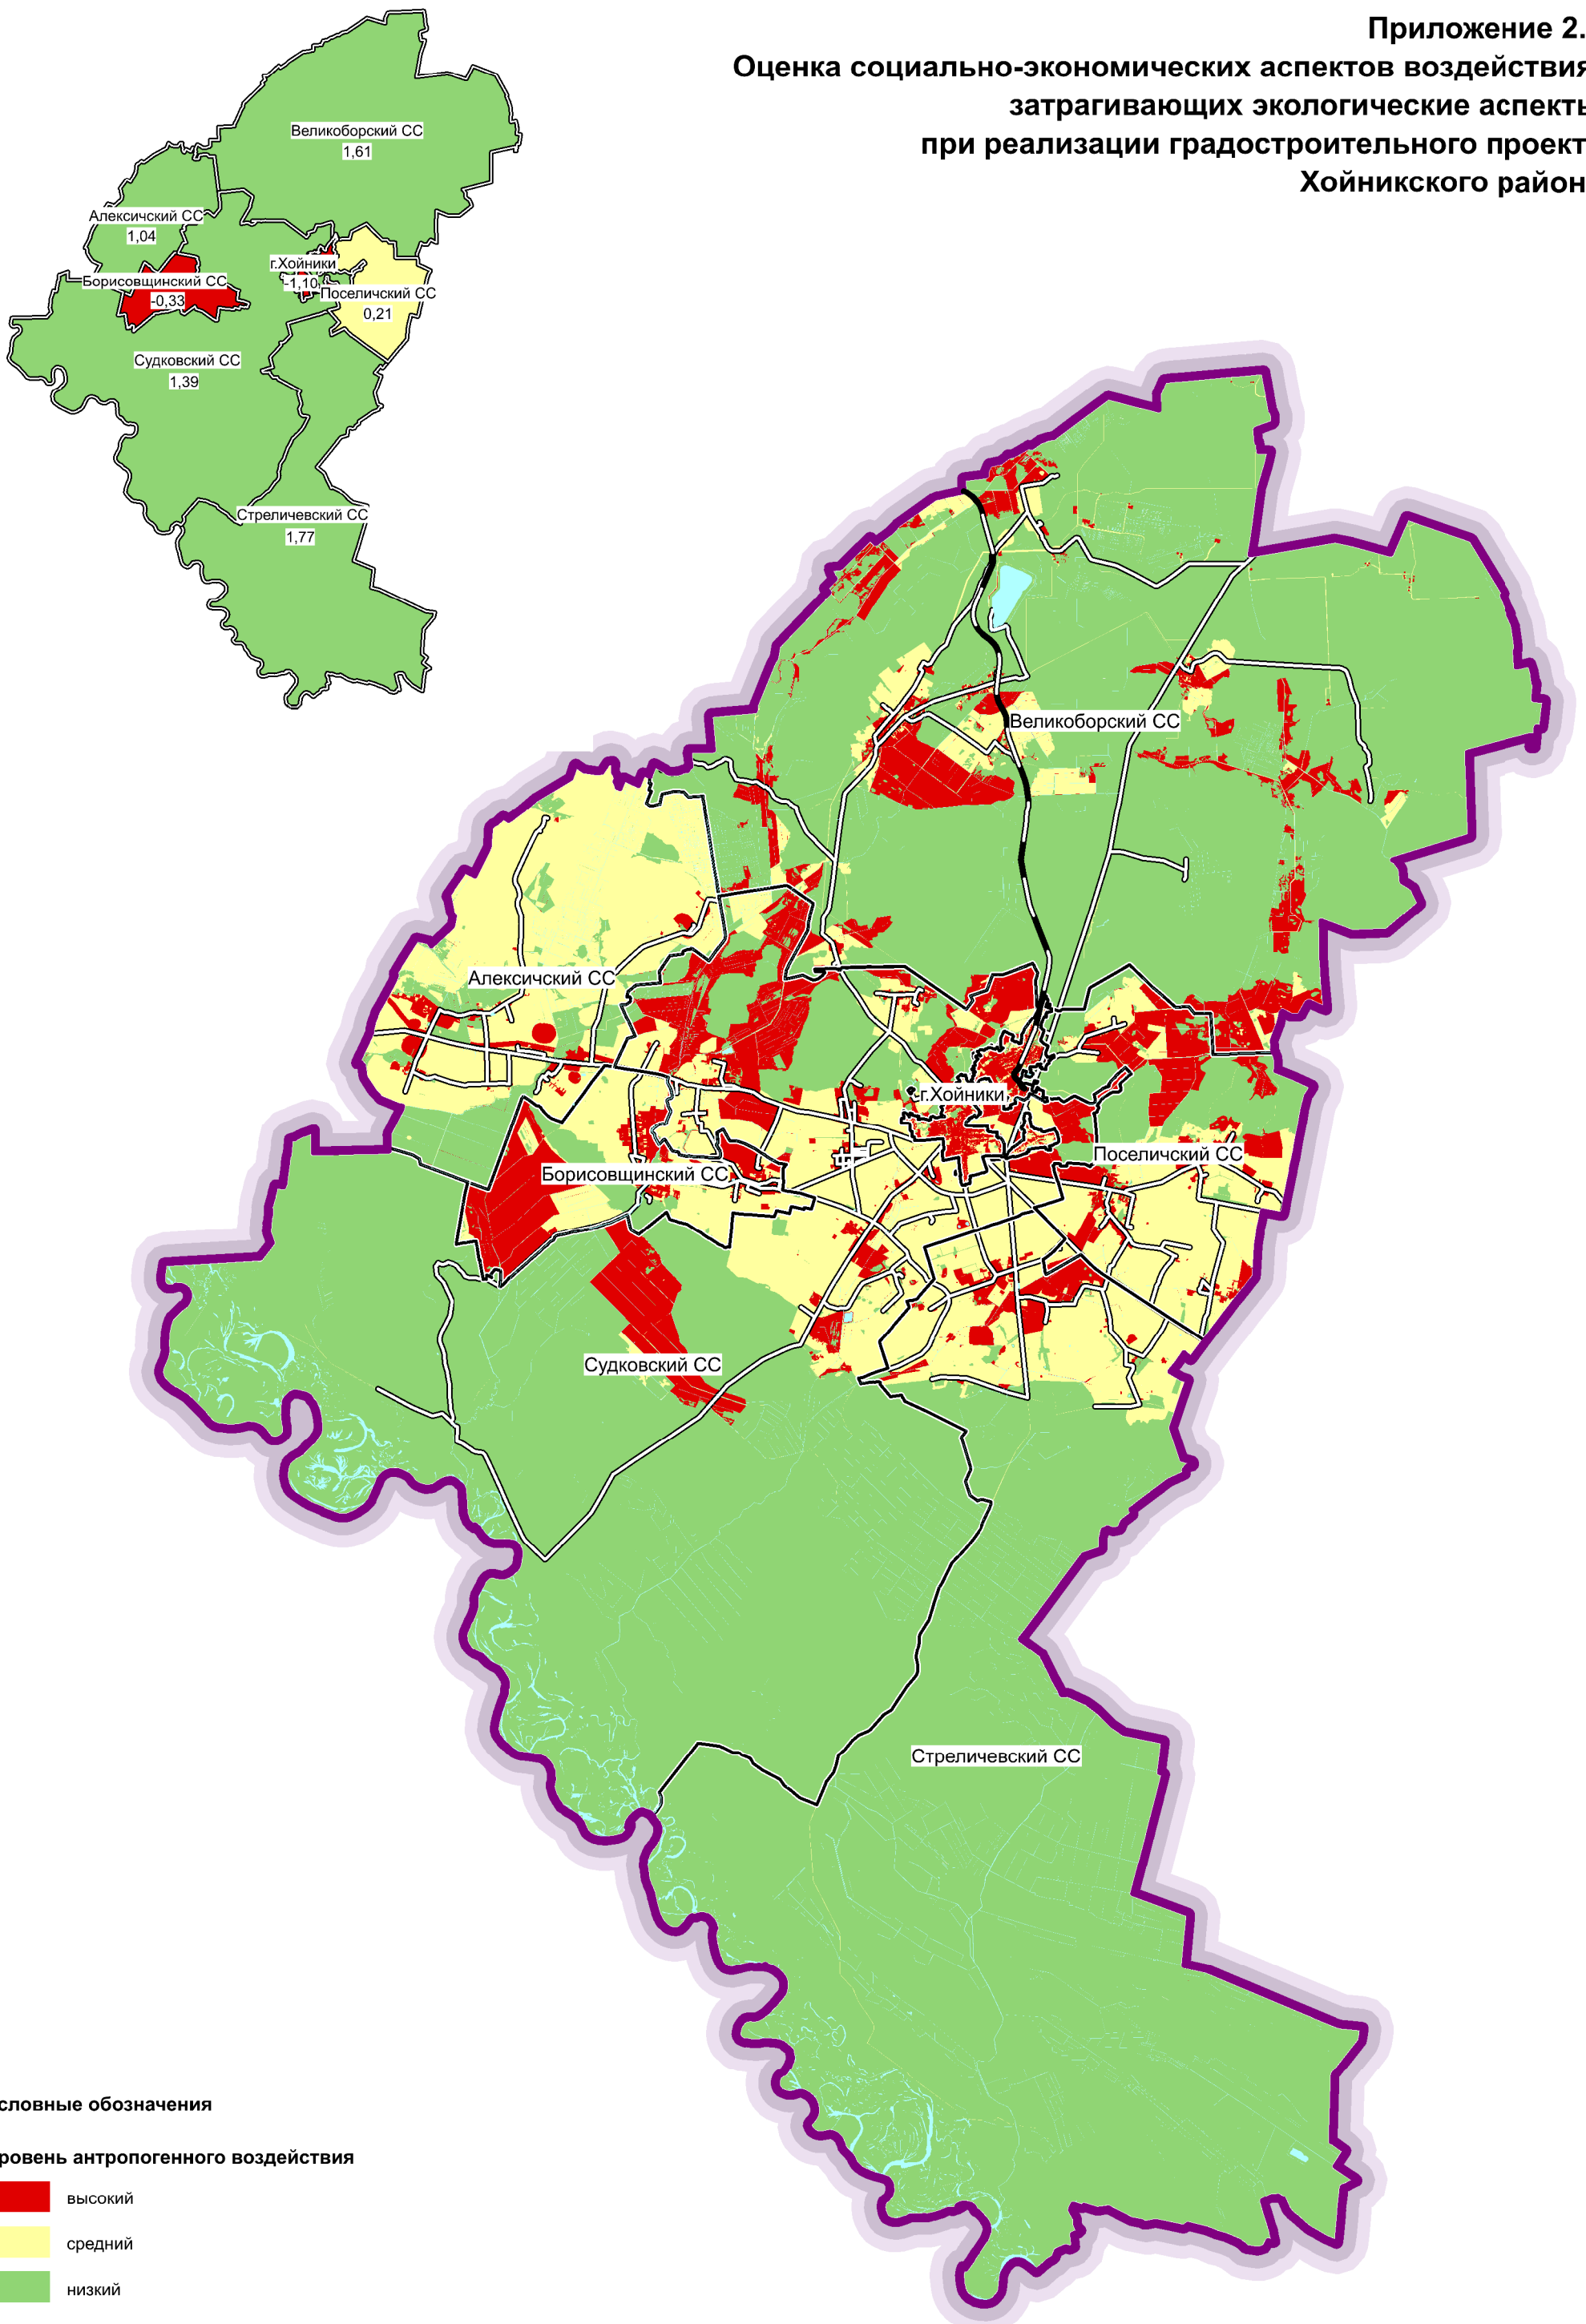 Приложение 2.
Оценка социально-экономических аспектов воздействия
затрагивающих экологические аспекты
при реализации градостроительного проект
Хойникского район
Великоборский СС
1,61
Алексичский СС
1,04
г.Хойники
-1,10
Борисовщинский СС
-0,33
Поселичский СС
0,21
Судковский СС
1,39
Стреличевский СС
1,77
Великоборский СС
Алексичский СС
г.Хойники
Поселичский СС
Борисовщинский СС
Судковский СС
Стреличевский СС
словные обозначения
ровень антропогенного воздействия
высокий
средний
низкий